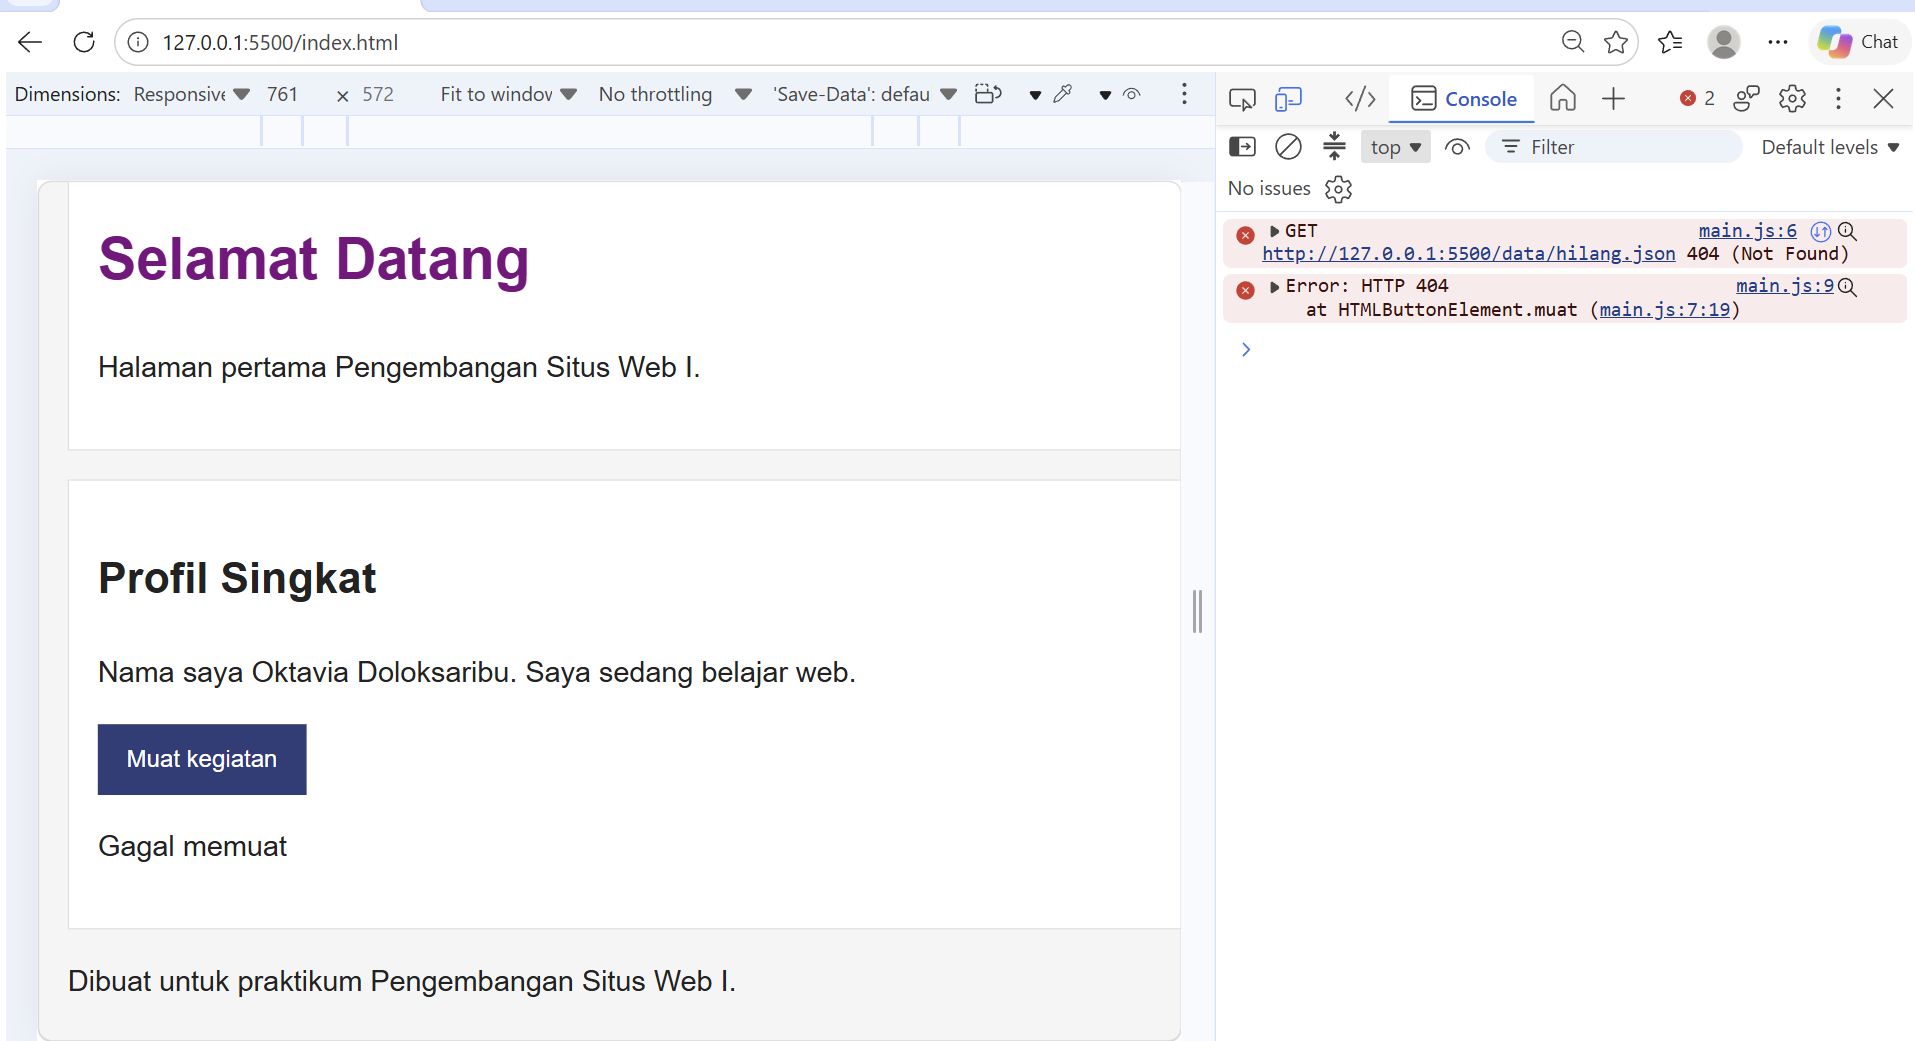 127.0.0.1:5500/index.html
Chat
Dimensions: Responsive 761 × 572 Fit to window No throttling 'Save-Data': defau
Console
2
top
Filter
Default levels
No issues
GET main.js:6
http://127.0.0.1:5500/data/hilang.json 404 (Not Found)
Error: HTTP 404 main.js:9
at HTMLButtonElement.muat (main.js:7:19)
Selamat Datang
Halaman pertama Pengembangan Situs Web I.
Profil Singkat
Nama saya Oktavia Doloksaribu. Saya sedang belajar web.
Muat kegiatan
Gagal memuat
Dibuat untuk praktikum Pengembangan Situs Web I.